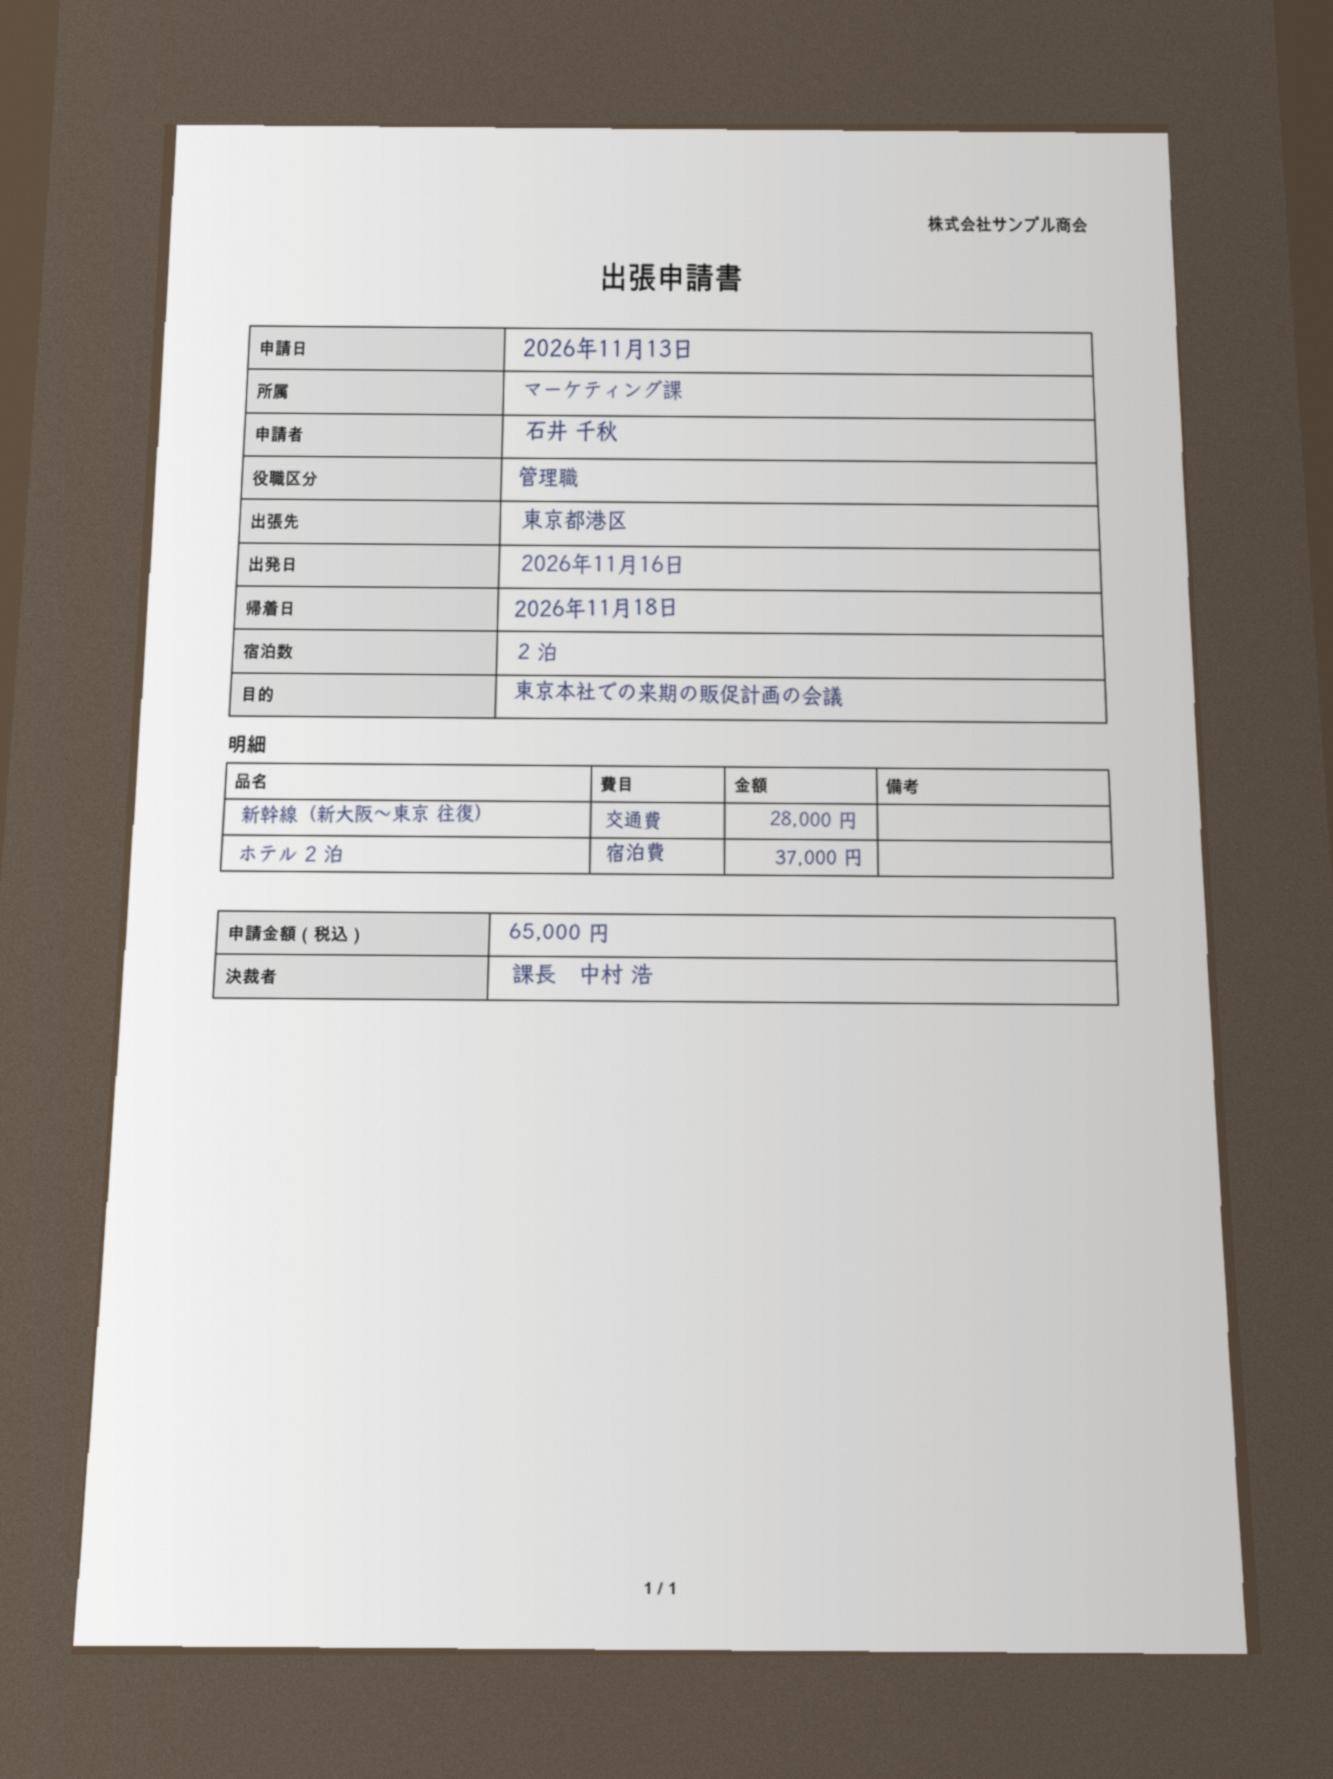 株式会社サンプル商会
出張申請書
申請日 2026年11月13日
所属 マーケティング課
申請者 石井 千秋
役職区分 管理職
出張先 東京都港区
出発日 2026年11月16日
帰着日 2026年11月18日
宿泊数 2 泊
目的 東京本社での来期の販促計画の会議
明細
品名 費目 金額 備考
新幹線（新大阪～東京 往復） 交通費 28,000 円
ホテル 2 泊 宿泊費 37,000 円
申請金額 ( 税込 ) 65,000 円
決裁者 課長　中村 浩
1 / 1